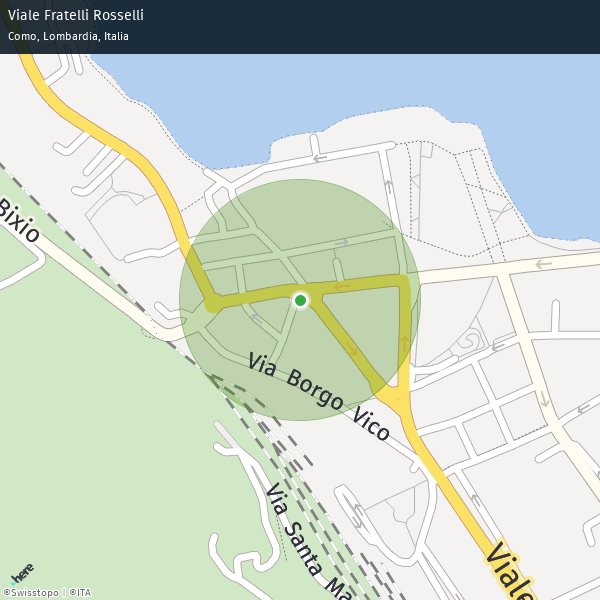 Viale Fratelli Rosselli
Como, Lombardia, Italia
Bixio
Via Borgo Vico
Via Santa Ma
Viale
here
©Swisstopo | ©ITA